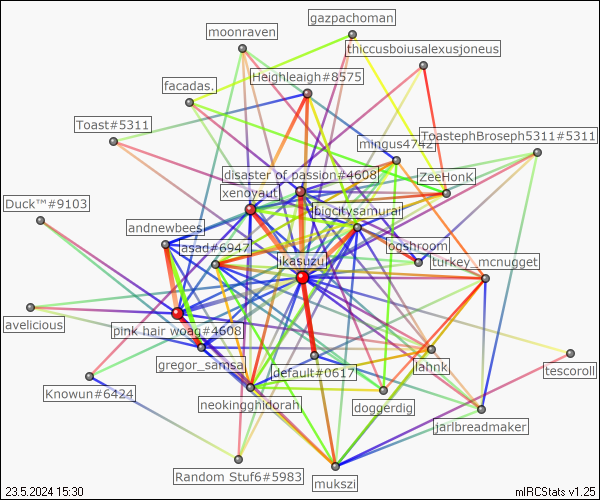 gazpachoman
moonraven
thiccusboiusalexusjoneus
Heighleaigh#8575
facadas.
Toast#5311
mingus4742
ToastephBroseph5311#5311
disaster of passion#4608
ZeeHonK
xenoyaut
Duck™#9103
bigcitysamurai
andnewbees
asad#6947
ogshroom
ikasuzu
turkey_mcnugget
avelicious
pink hair woag#4608
gregor_samsa
default#0617
lahnk
tescoroll
Knowun#6424
neokingghidorah
doggerdig
jarlbreadmaker
Random Stuf6#5983
mukszi
23.5.2024 15:30
mIRCStats v1.25